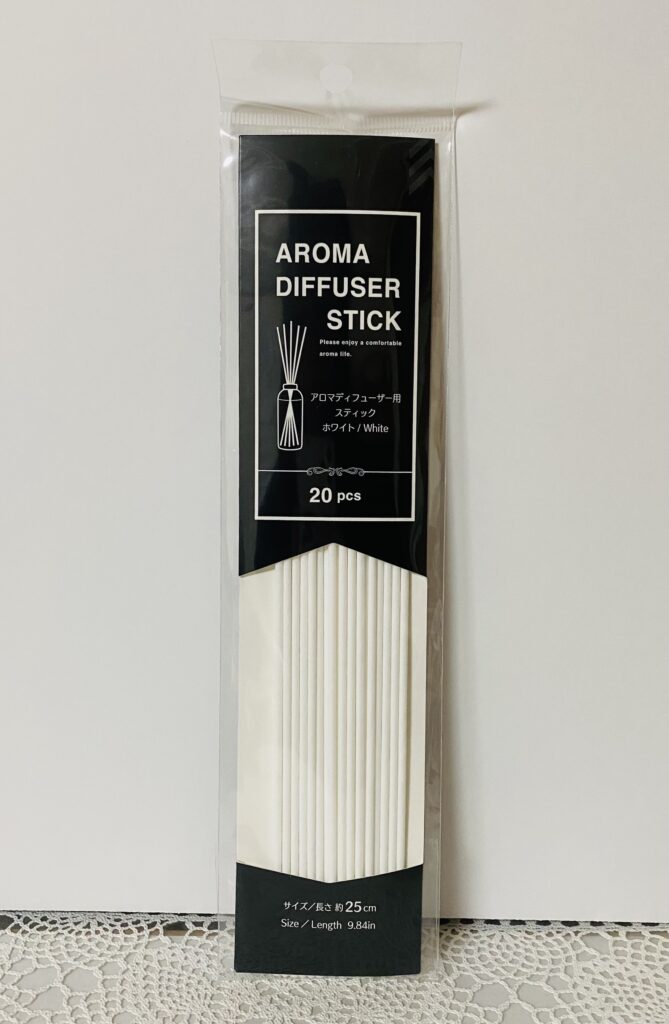 AROMA
DIFFUSER
STICK
Please enjoy a comfortable
aroma life.
アロマディフューザー用
スティック
ホワイト / White
20 pcs
サイズ／長さ 約25cm
Size／Length 9.84in